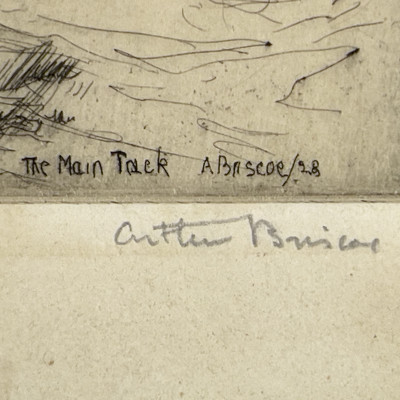 The Main Tack A Briscoe/28
Arthur Briscoe